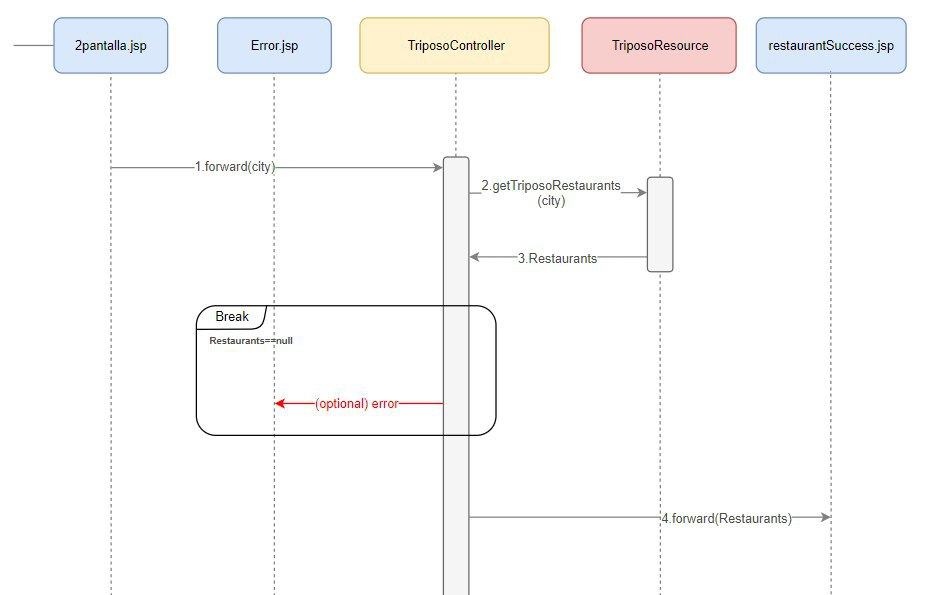 2pantalla.jsp
Error.jsp
TriposoController
TriposoResource
restaurantSuccess.jsp
1.forward(city)
2.getTriposoRestaurants
(city)
3.Restaurants
Break
Restaurants==null
(optional) error
4.forward(Restaurants)